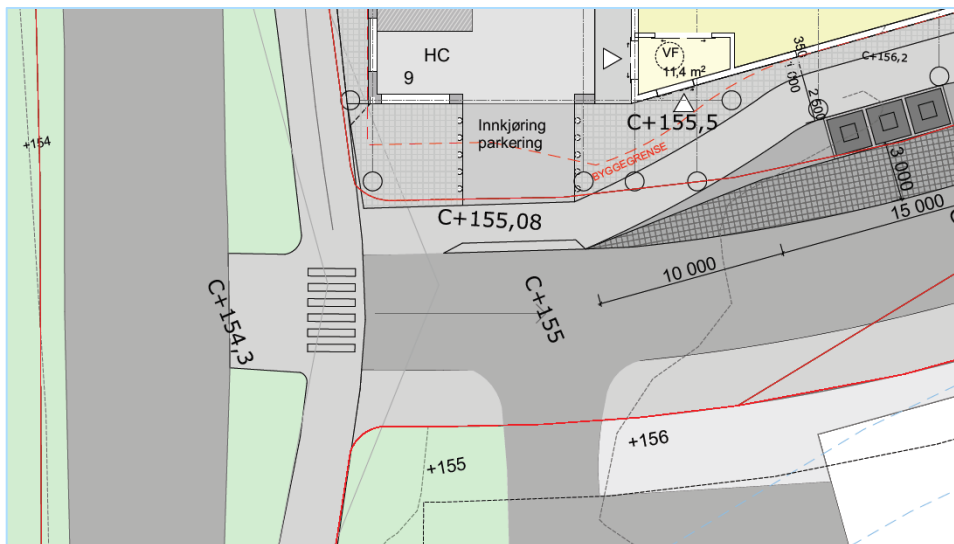 HC
9
VF
11,4 m²
350
1 000
2 500
C+156,2
+154
Innkjøring
parkering
C+155,5
BYGGEGRENSE
3 000
15 000
C+155,08
10 000
C+154,3
C+155
+156
+155